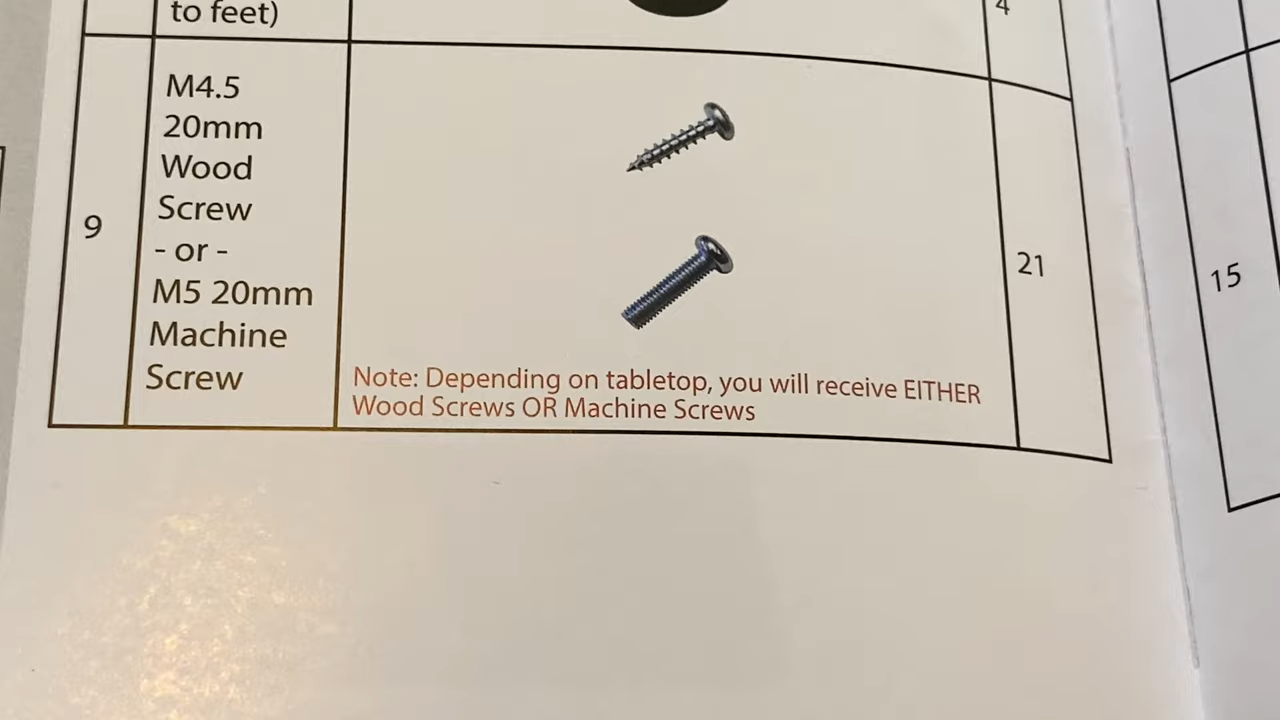 to feet)
4
9
M4.5
20mm
Wood
Screw
- or -
M5 20mm
Machine
Screw
Note: Depending on tabletop, you will receive EITHER
Wood Screws OR Machine Screws
21
15